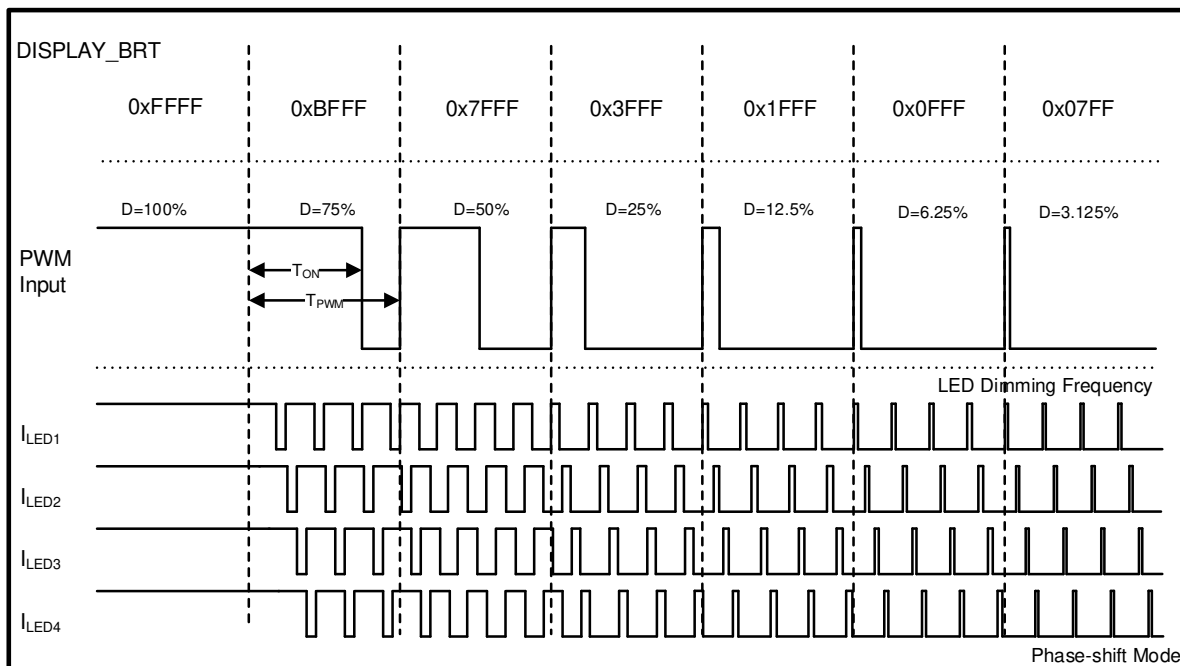 DISPLAY_BRT
0xFFFF 0xBFFF 0x7FFF 0x3FFF 0x1FFF 0x0FFF 0x07FF
D=100% D=75% D=50% D=25% D=12.5% D=6.25% D=3.125%
PWM
Input
TON
TPWM
LED Dimming Frequency
ILED1
ILED2
ILED3
ILED4
Phase-shift Mode